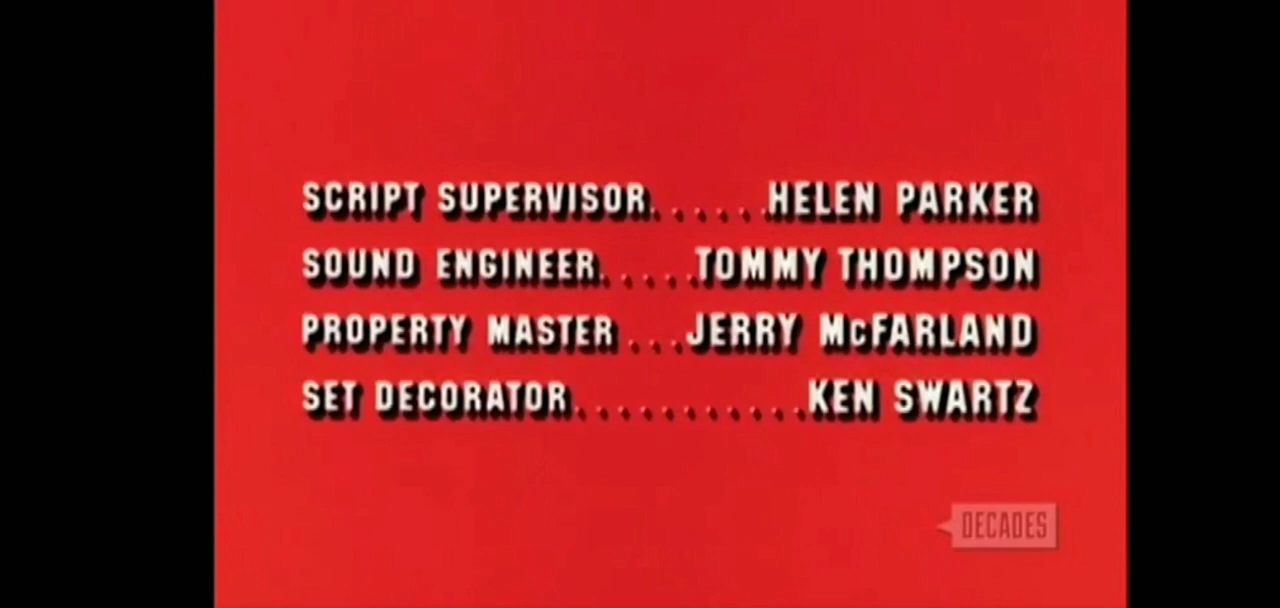 SCRIPT SUPERVISOR......HELEN PARKER
SOUND ENGINEER.....TOMMY THOMPSON
PROPERTY MASTER...JERRY McFARLAND
SET DECORATOR...........KEN SWARTZ
DECADES